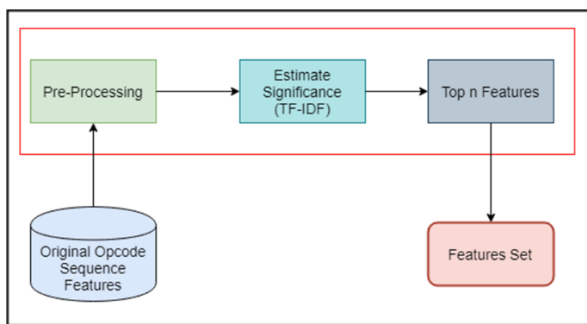 Pre-Processing
Estimate
Significance
(TF-IDF)
Top n Features
Original Opcode
Sequence
Features
Features Set